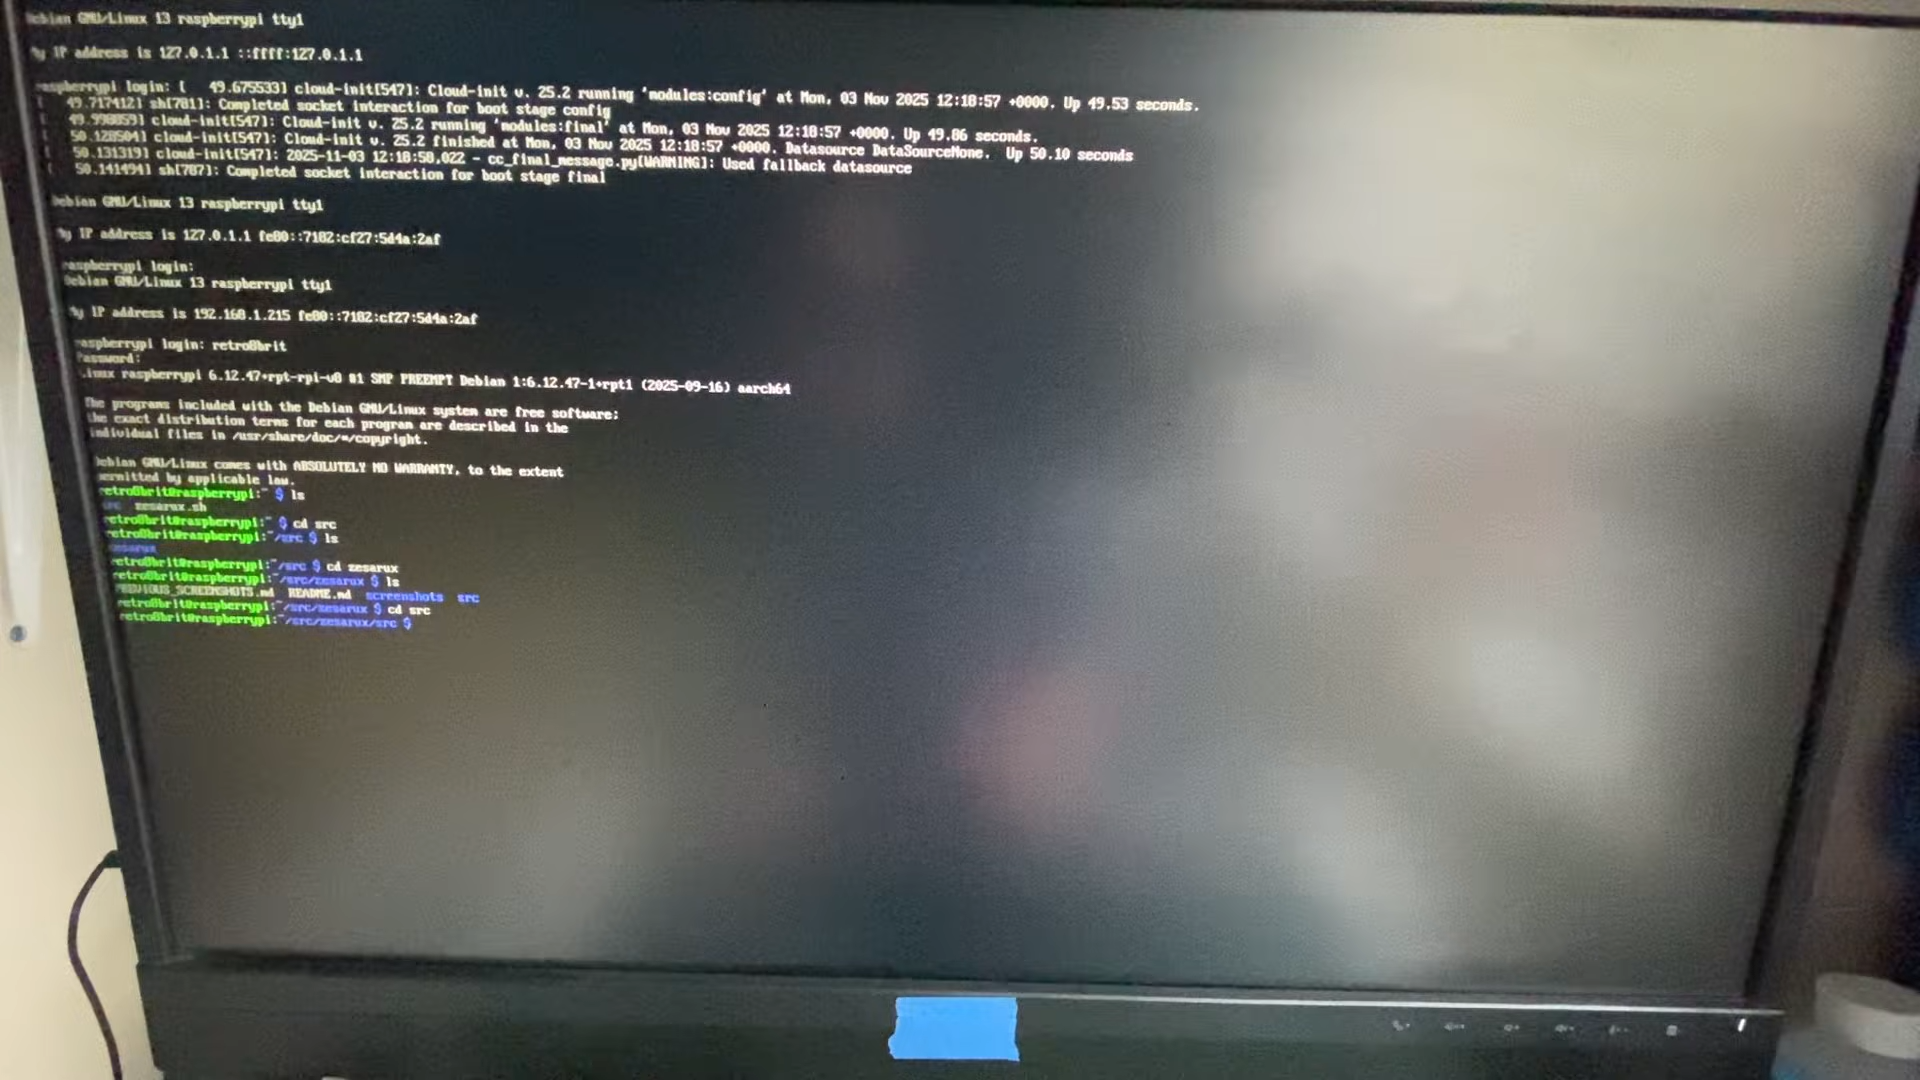 Debian GNU/Linux 13 raspberrypi tty1
My IP address is 127.0.1.1 ::ffff:127.0.1.1
raspberrypi login: [   49.675533] cloud-init[547]: Cloud-init v. 25.2 running 'modules:config' at Mon, 03 Nov 2025 12:18:57 +0000. Up 49.53 seconds.
[   49.717412] sh[781]: Completed socket interaction for boot stage config
[   49.998859] cloud-init[547]: Cloud-init v. 25.2 running 'modules:final' at Mon, 03 Nov 2025 12:18:57 +0000. Up 49.86 seconds.
[   50.128504] cloud-init[547]: Cloud-init v. 25.2 finished at Mon, 03 Nov 2025 12:18:57 +0000. Datasource DataSourceNone.  Up 50.10 seconds
[   50.131319] cloud-init[547]: 2025-11-03 12:18:58,022 - cc_final_message.py[WARNING]: Used fallback datasource
[   50.141494] sh[787]: Completed socket interaction for boot stage final
Debian GNU/Linux 13 raspberrypi tty1
My IP address is 127.0.1.1 fe80::7182:cf27:5d4a:2af
raspberrypi login:
Debian GNU/Linux 13 raspberrypi tty1
My IP address is 192.168.1.215 fe80::7182:cf27:5d4a:2af
raspberrypi login: retro8brit
Password:
Linux raspberrypi 6.12.47+rpt-rpi-v8 #1 SMP PREEMPT Debian 1:6.12.47-1+rpt1 (2025-09-16) aarch64
The programs included with the Debian GNU/Linux system are free software;
the exact distribution terms for each program are described in the
individual files in /usr/share/doc/*/copyright.
Debian GNU/Linux comes with ABSOLUTELY NO WARRANTY, to the extent
permitted by applicable law.
retro8brit@raspberrypi:~ $ ls
src  zesarux.sh
retro8brit@raspberrypi:~ $ cd src
retro8brit@raspberrypi:~/src $ ls
zesarux
retro8brit@raspberrypi:~/src $ cd zesarux
retro8brit@raspberrypi:~/src/zesarux $ ls
PREVIOUS_SCREENSHOTS.md  README.md  screenshots  src
retro8brit@raspberrypi:~/src/zesarux $ cd src
retro8brit@raspberrypi:~/src/zesarux/src $